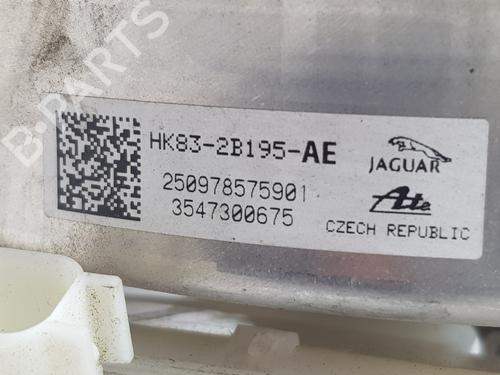 B-PARTS
HK83-2B195-AE
JAGUAR
250978575901
3547300675
Ate
CZECH REPUBLIC